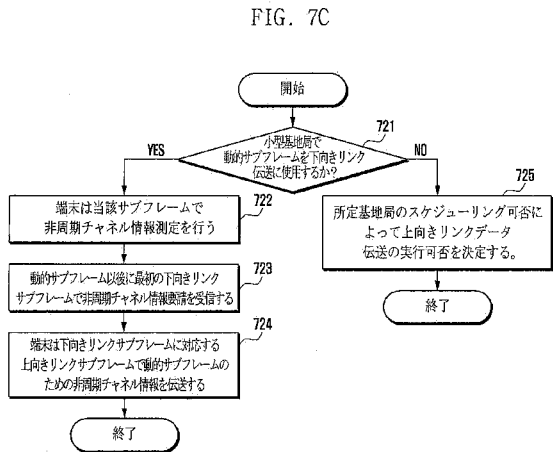 FIG. 7C
開始
721
小型基地局で
動的サブフレームを下向きリンク
伝送に使用するか?
YES
NO
722
端末は当該サブフレームで
非周期チャネル情報測定を行う
723
動的サブフレーム以後に最初の下向きリンク
サブフレームで非周期チャネル情報要請を受信する
724
端末は下向きリンクサブフレームに対応する
上向きリンクサブフレームで動的サブフレームの
ための非周期チャネル情報を伝送する
終了
725
所定基地局のスケジューリング可否
によって上向きリンクデータ
伝送の実行可否を決定する。
終了